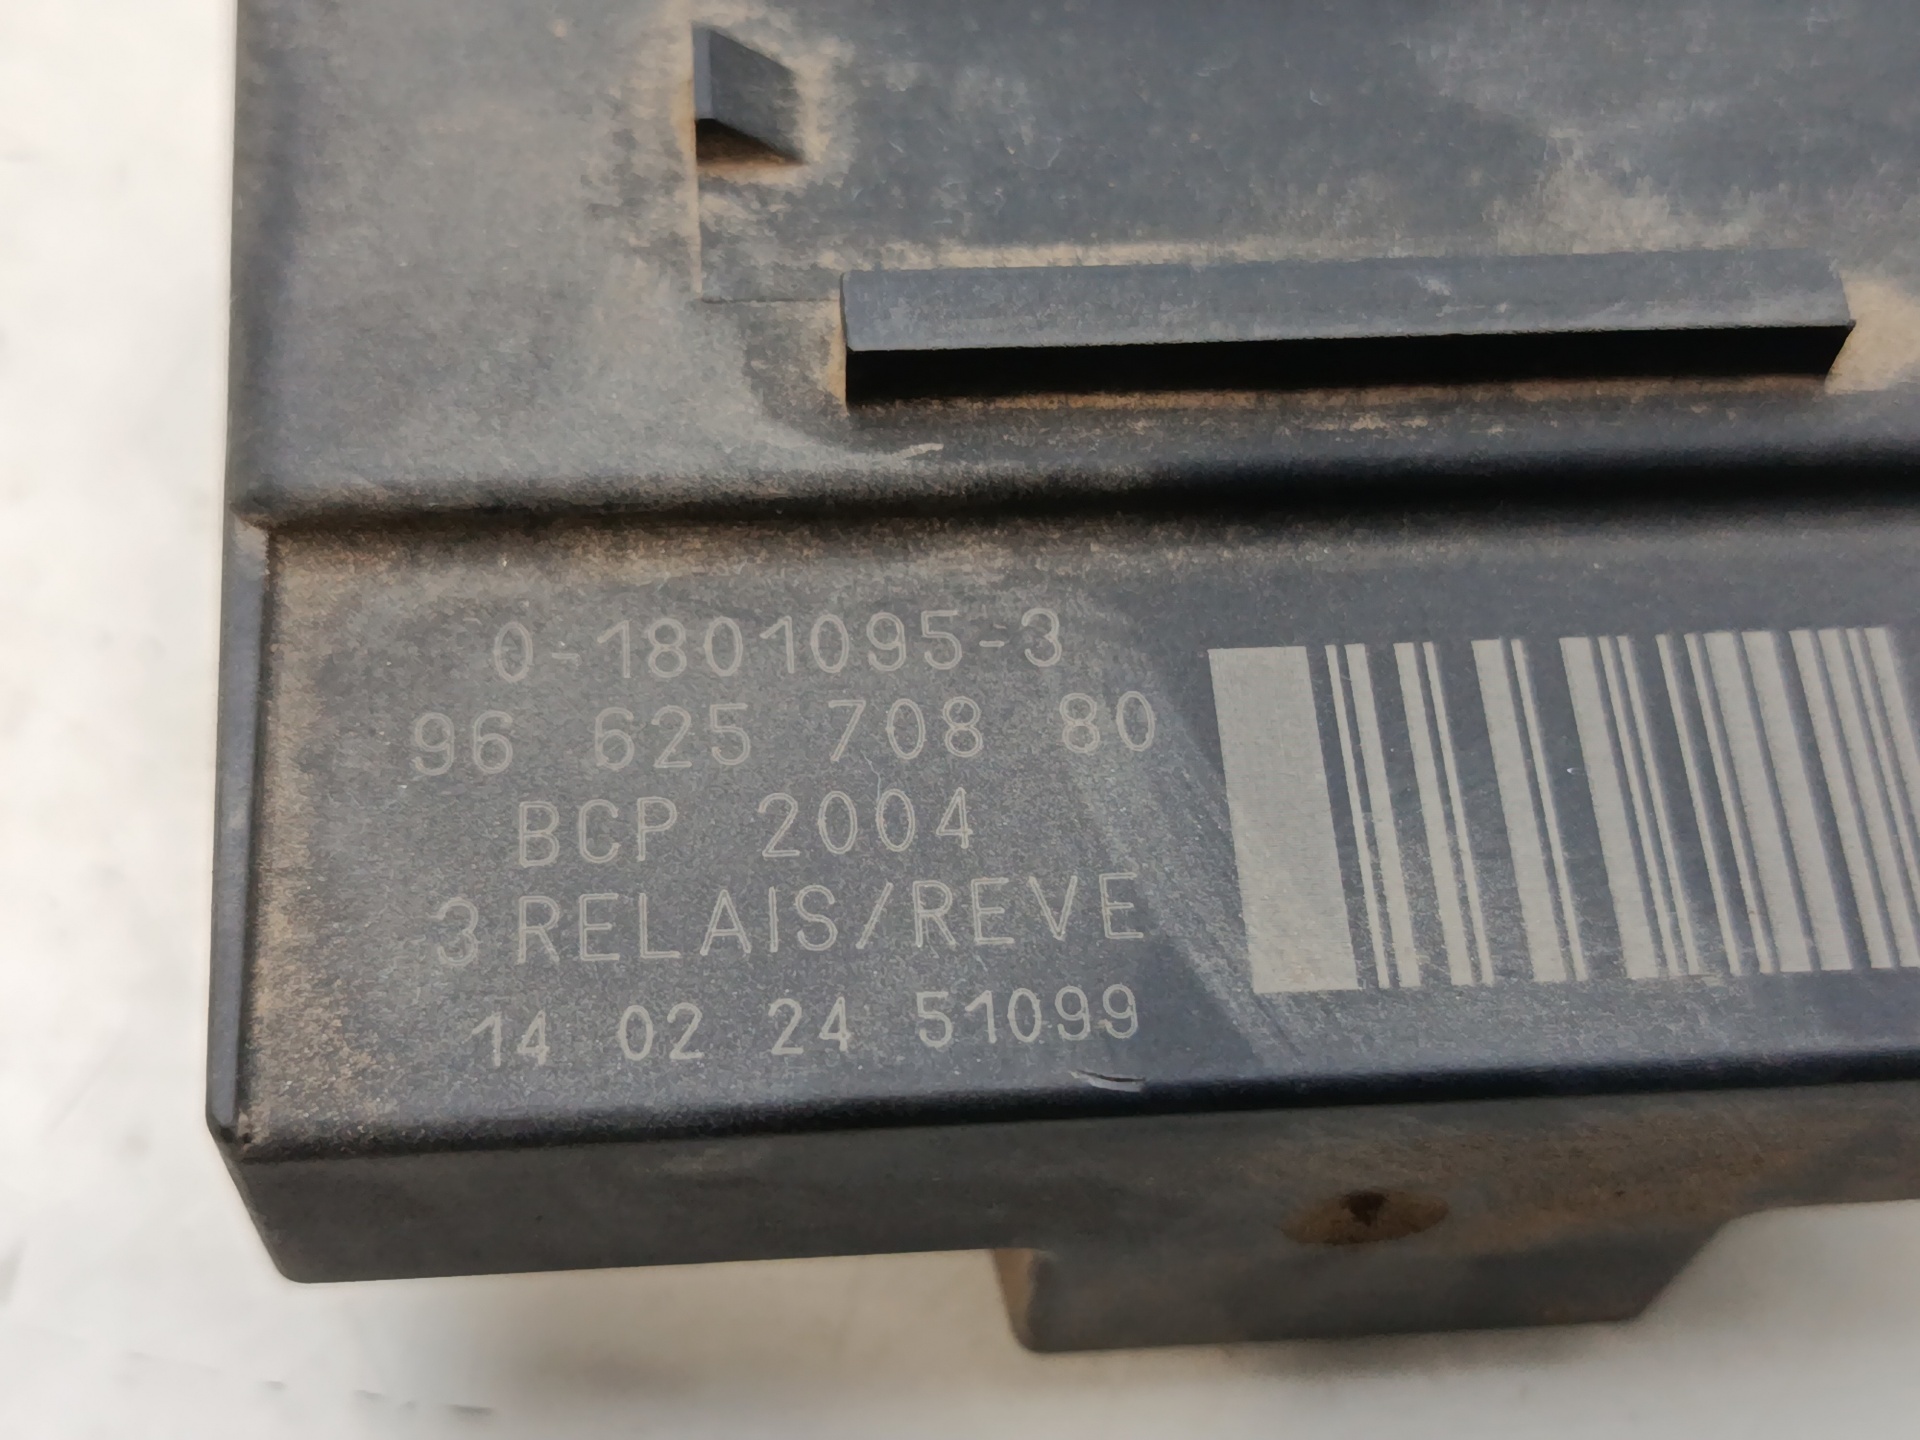 0-1801095-3
96 625 708 80
BCP 2004
3 RELAIS/REVE
14 02 24 51099